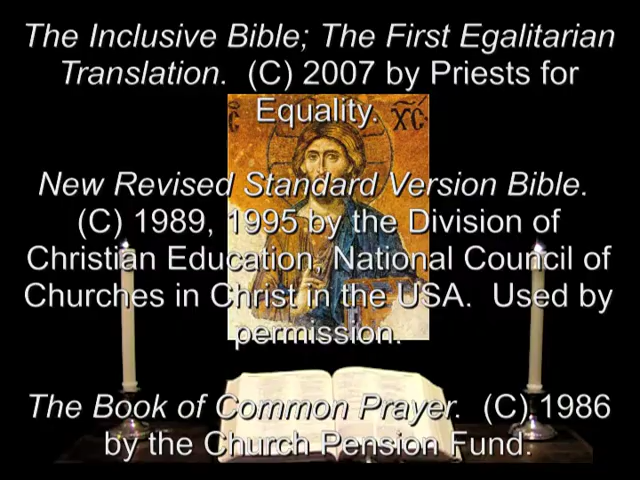 The Inclusive Bible; The First Egalitarian
Translation. (C) 2007 by Priests for
Equality.
New Revised Standard Version Bible.
(C) 1989, 1995 by the Division of
Christian Education, National Council of
Churches in Christ in the USA. Used by
permission.
The Book of Common Prayer. (C) 1986
by the Church Pension Fund.